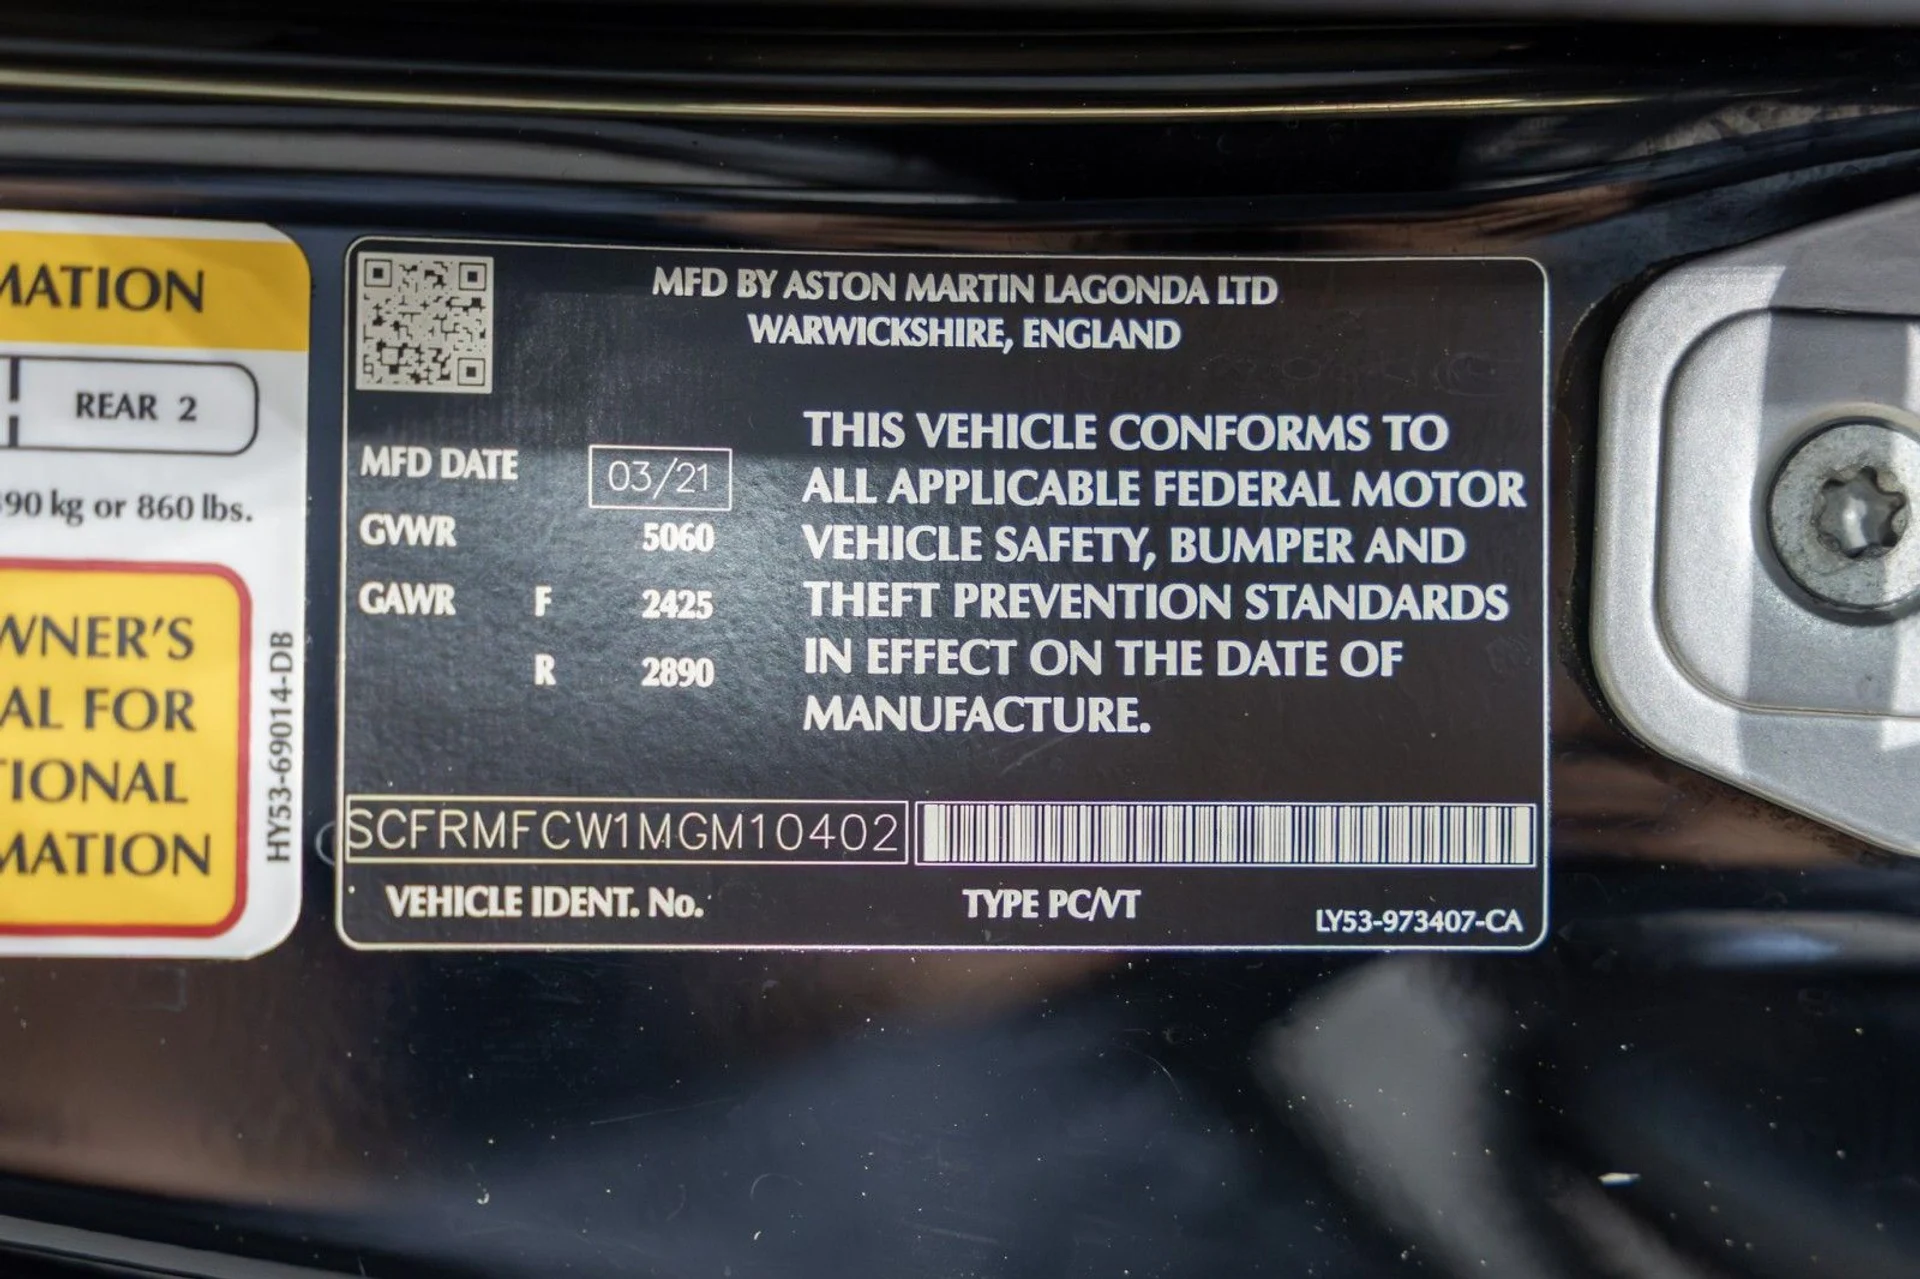 MATION
REAR 2
90 kg or 860 lbs.
WNER'S
AL FOR
TIONAL
MATION
HY53-69014-DB
MFD BY ASTON MARTIN LAGONDA LTD
WARWICKSHIRE, ENGLAND
MFD DATE 03/21
GVWR 5060
GAWR F 2425
R 2890
THIS VEHICLE CONFORMS TO
ALL APPLICABLE FEDERAL MOTOR
VEHICLE SAFETY, BUMPER AND
THEFT PREVENTION STANDARDS
IN EFFECT ON THE DATE OF
MANUFACTURE.
SCFRMFCW1MGM10402
VEHICLE IDENT. No. TYPE PC/VT
LY53-973407-CA